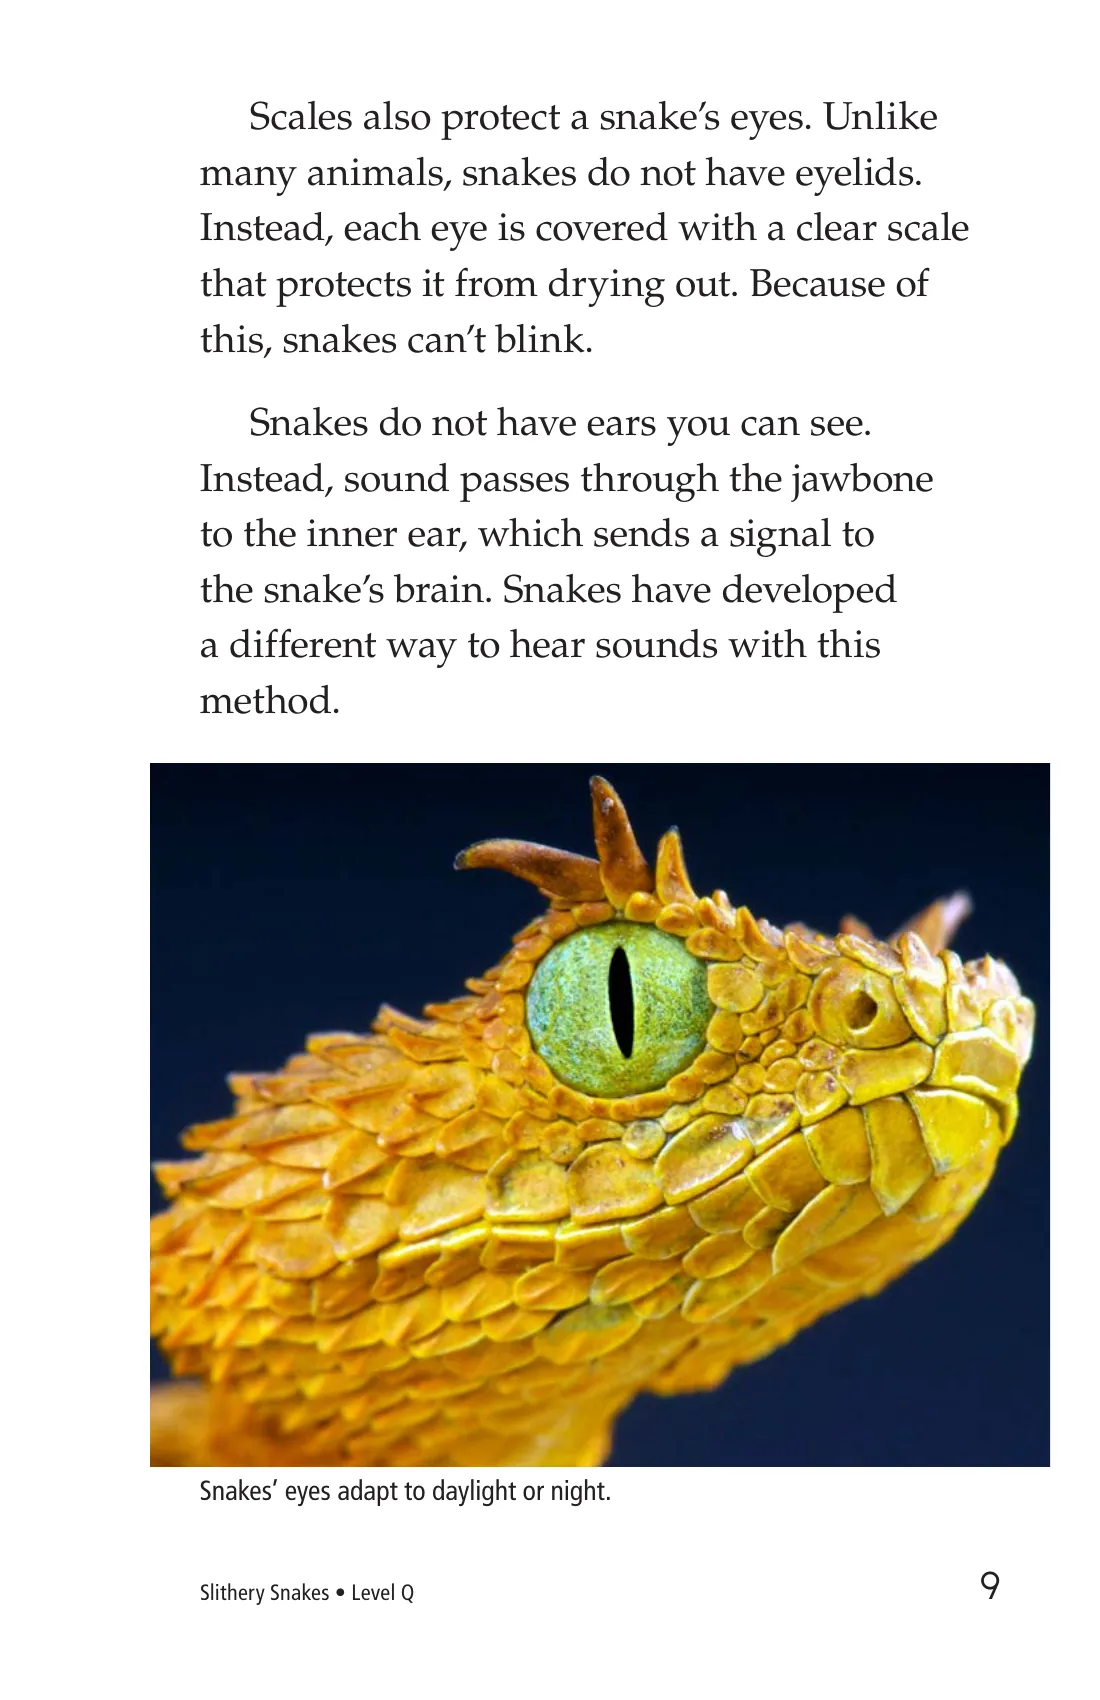 Scales also protect a snake’s eyes. Unlike
many animals, snakes do not have eyelids.
Instead, each eye is covered with a clear scale
that protects it from drying out. Because of
this, snakes can’t blink.
Snakes do not have ears you can see.
Instead, sound passes through the jawbone
to the inner ear, which sends a signal to
the snake’s brain. Snakes have developed
a different way to hear sounds with this
method.
Snakes’ eyes adapt to daylight or night.
Slithery Snakes • Level Q
9